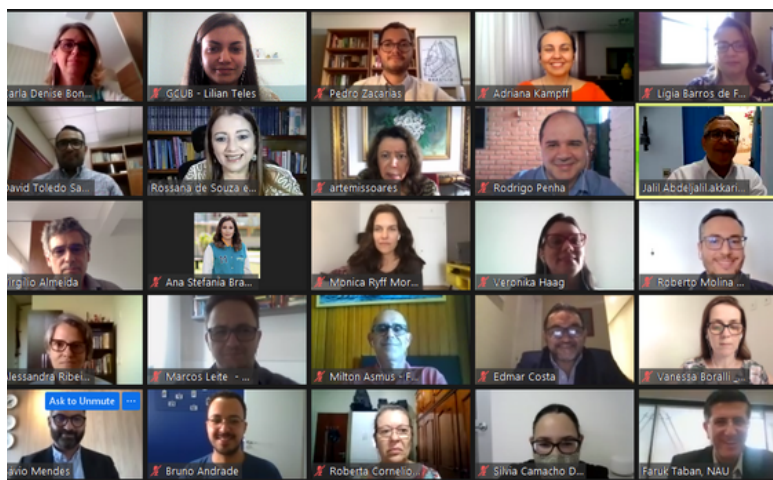 arla Denise Bon...
GCUB - Lilian Teles
Pedro Zacarias
Adriana Kampff
Lígia Barros de F...
David Toledo Sa...
Rossana de Souza e...
artemissoares
Rodrigo Penha
Jalil Abdeljalil.akkari...
irgílio Almeida
Ana Stefania Bra...
Monica Ryff Mor...
Veronika Haag
Roberto Molina ...
Alessandra Ribei...
Marcos Leite - ...
Milton Asmus - F...
Edmar Costa
Vanessa Boralli ...
Ask to Unmute ...
ávio Mendes
Bruno Andrade
Roberta Cornelio...
Silvia Camacho D...
Faruk Taban, NAU